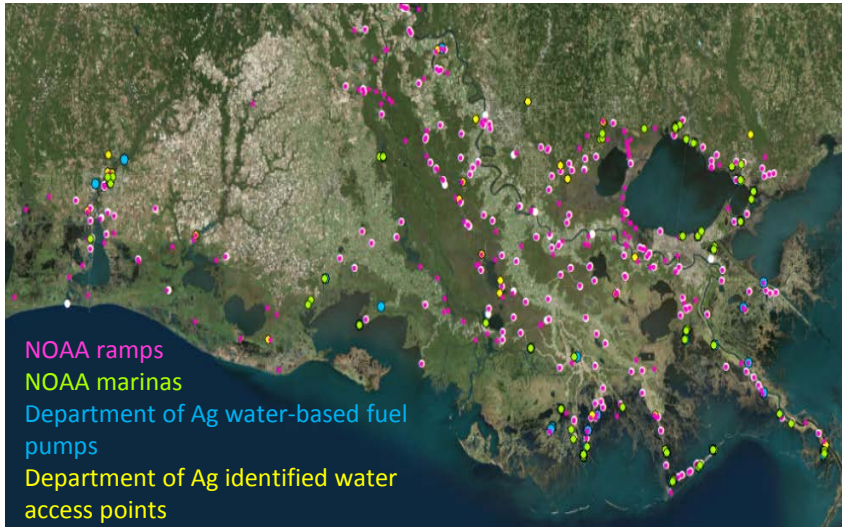 NOAA ramps
NOAA marinas
Department of Ag water-based fuel
pumps
Department of Ag identified water
access points